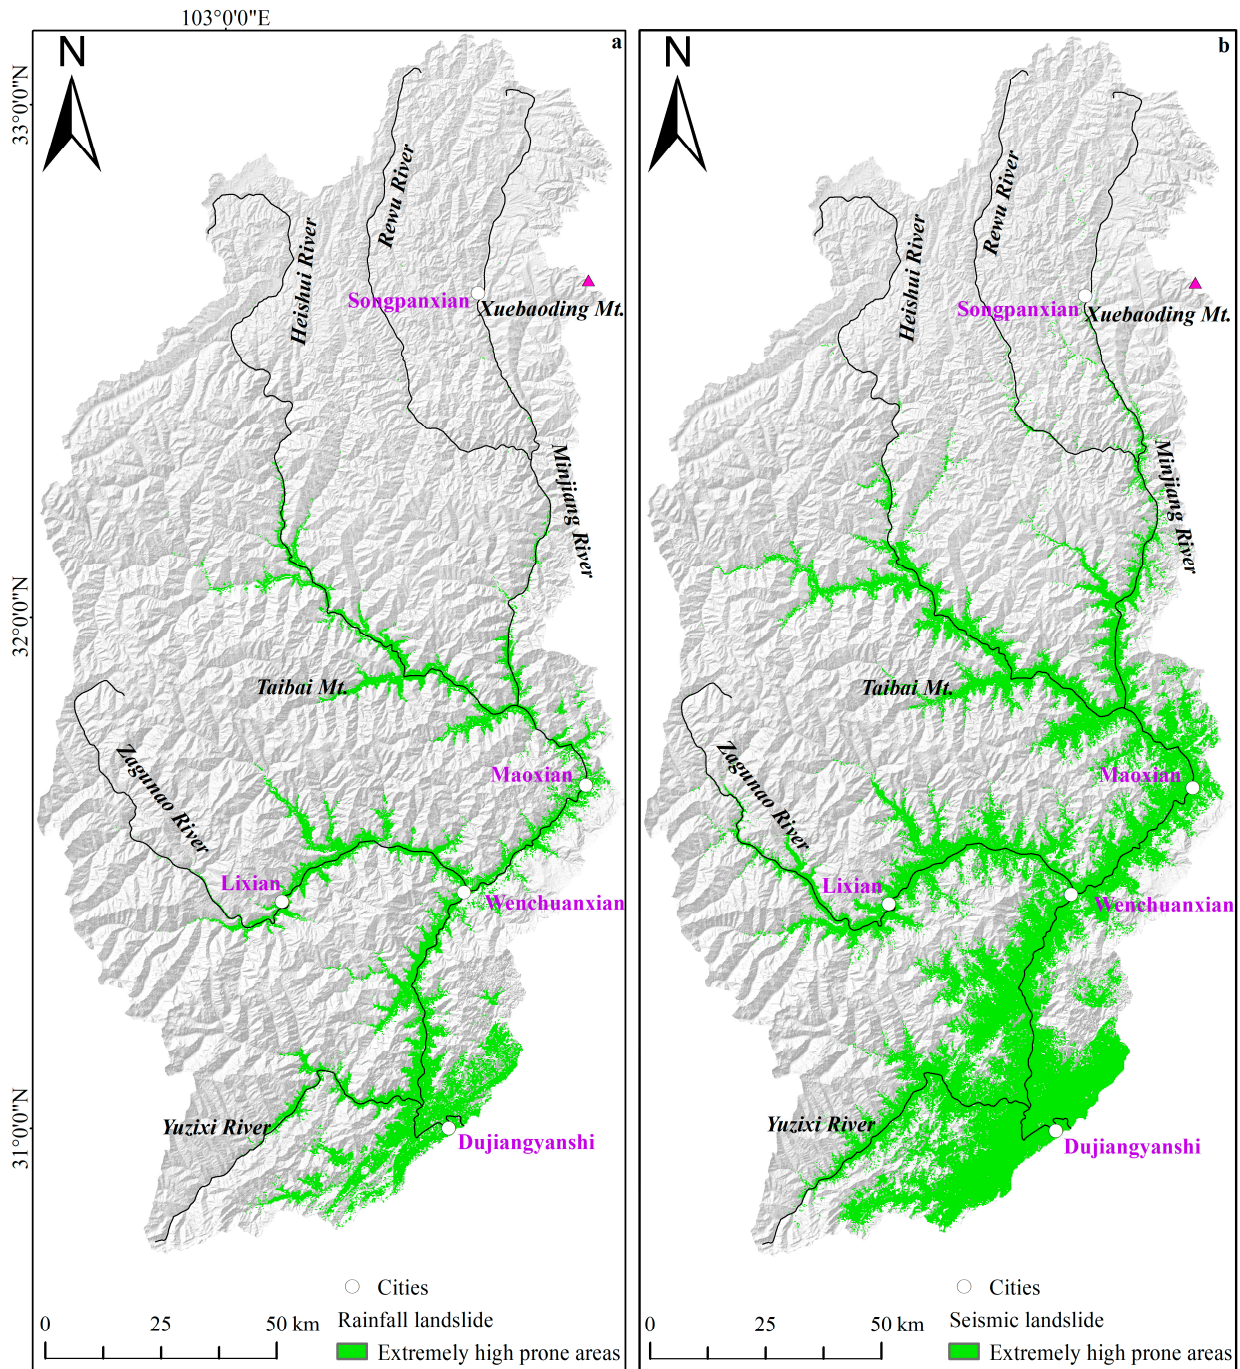 103°0'0"E
a
N
33°0'0"N
Rewu River
Heishui River
Songpanxian
Xuebaoding Mt.
Minjiang River
32°0'0"N
Taibai Mt.
Zagunao River
Maoxian
Lixian
Wenchuanxian
31°0'0"N
Yuzixi River
Dujiangyanshi
Cities
Rainfall landslide
0 25 50 km
Extremely high prone areas
b
N
Rewu River
Heishui River
Songpanxian
Xuebaoding Mt.
Minjiang River
Taibai Mt.
Zagunao River
Maoxian
Lixian
Wenchuanxian
Yuzixi River
Dujiangyanshi
Cities
Seismic landslide
0 25 50 km
Extremely high prone areas